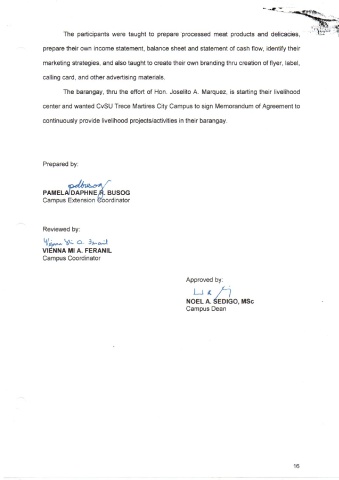 The participants were taught to prepare processed meat products and delicacies,
prepare their own income statement, balance sheet and statement of cash flow, identify their
marketing strategies, and also taught to create their own branding thru creation of flyer, label,
calling card, and other advertising materials.
The barangay, thru the effort of Hon. Joselito A. Marquez, is starting their livelihood
center and wanted CvSU Trece Martires City Campus to sign Memorandum of Agreement to
continuously provide livelihood projects/activities in their barangay.
Prepared by:
PAMELA DAPHNE R. BUSOG
Campus Extension Coordinator
Reviewed by:
VIENNA MI A. FERANIL
Campus Coordinator
Approved by:
NOEL A. SEDIGO, MSc
Campus Dean
16